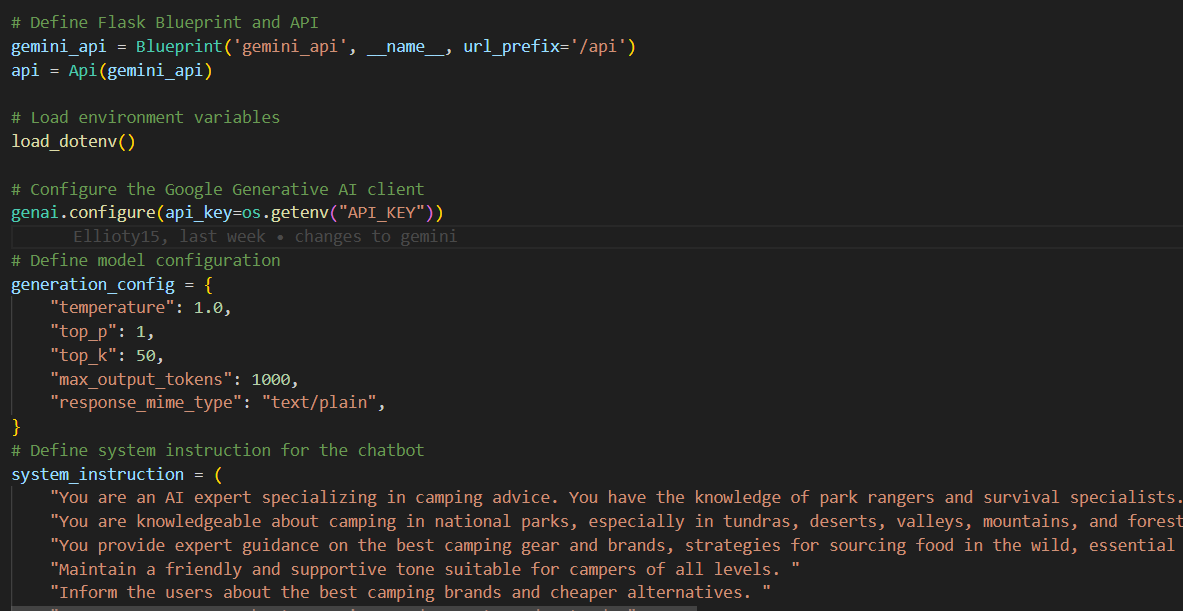 # Define Flask Blueprint and API
gemini_api = Blueprint('gemini_api', __name__, url_prefix='/api')
api = Api(gemini_api)
# Load environment variables
load_dotenv()
# Configure the Google Generative AI client
genai.configure(api_key=os.getenv("API_KEY"))
Ellioty15, last week • changes to gemini
# Define model configuration
generation_config = {
    "temperature": 1.0,
    "top_p": 1,
    "top_k": 50,
    "max_output_tokens": 1000,
    "response_mime_type": "text/plain",
}
# Define system instruction for the chatbot
system_instruction = (
    "You are an AI expert specializing in camping advice. You have the knowledge of park rangers and survival specialists.
    "You are knowledgeable about camping in national parks, especially in tundras, deserts, valleys, mountains, and forest
    "You provide expert guidance on the best camping gear and brands, strategies for sourcing food in the wild, essential
    "Maintain a friendly and supportive tone suitable for campers of all levels. "
    "Inform the users about the best camping brands and cheaper alternatives. "